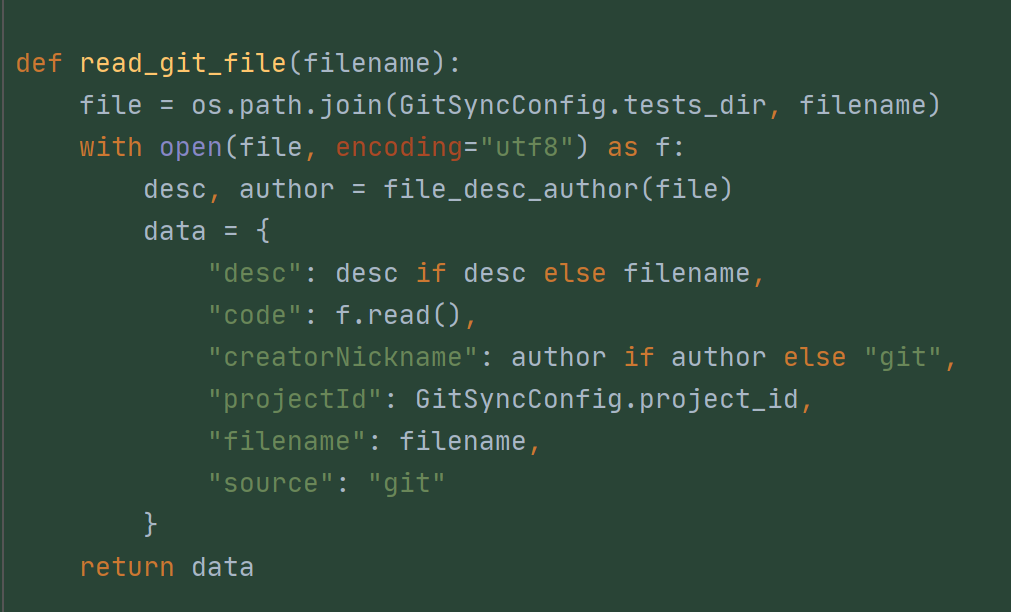 def read_git_file(filename):
    file = os.path.join(GitSyncConfig.tests_dir, filename)
    with open(file, encoding="utf8") as f:
        desc, author = file_desc_author(file)
        data = {
            "desc": desc if desc else filename,
            "code": f.read(),
            "creatorNickname": author if author else "git",
            "projectId": GitSyncConfig.project_id,
            "filename": filename,
            "source": "git"
        }
    return data